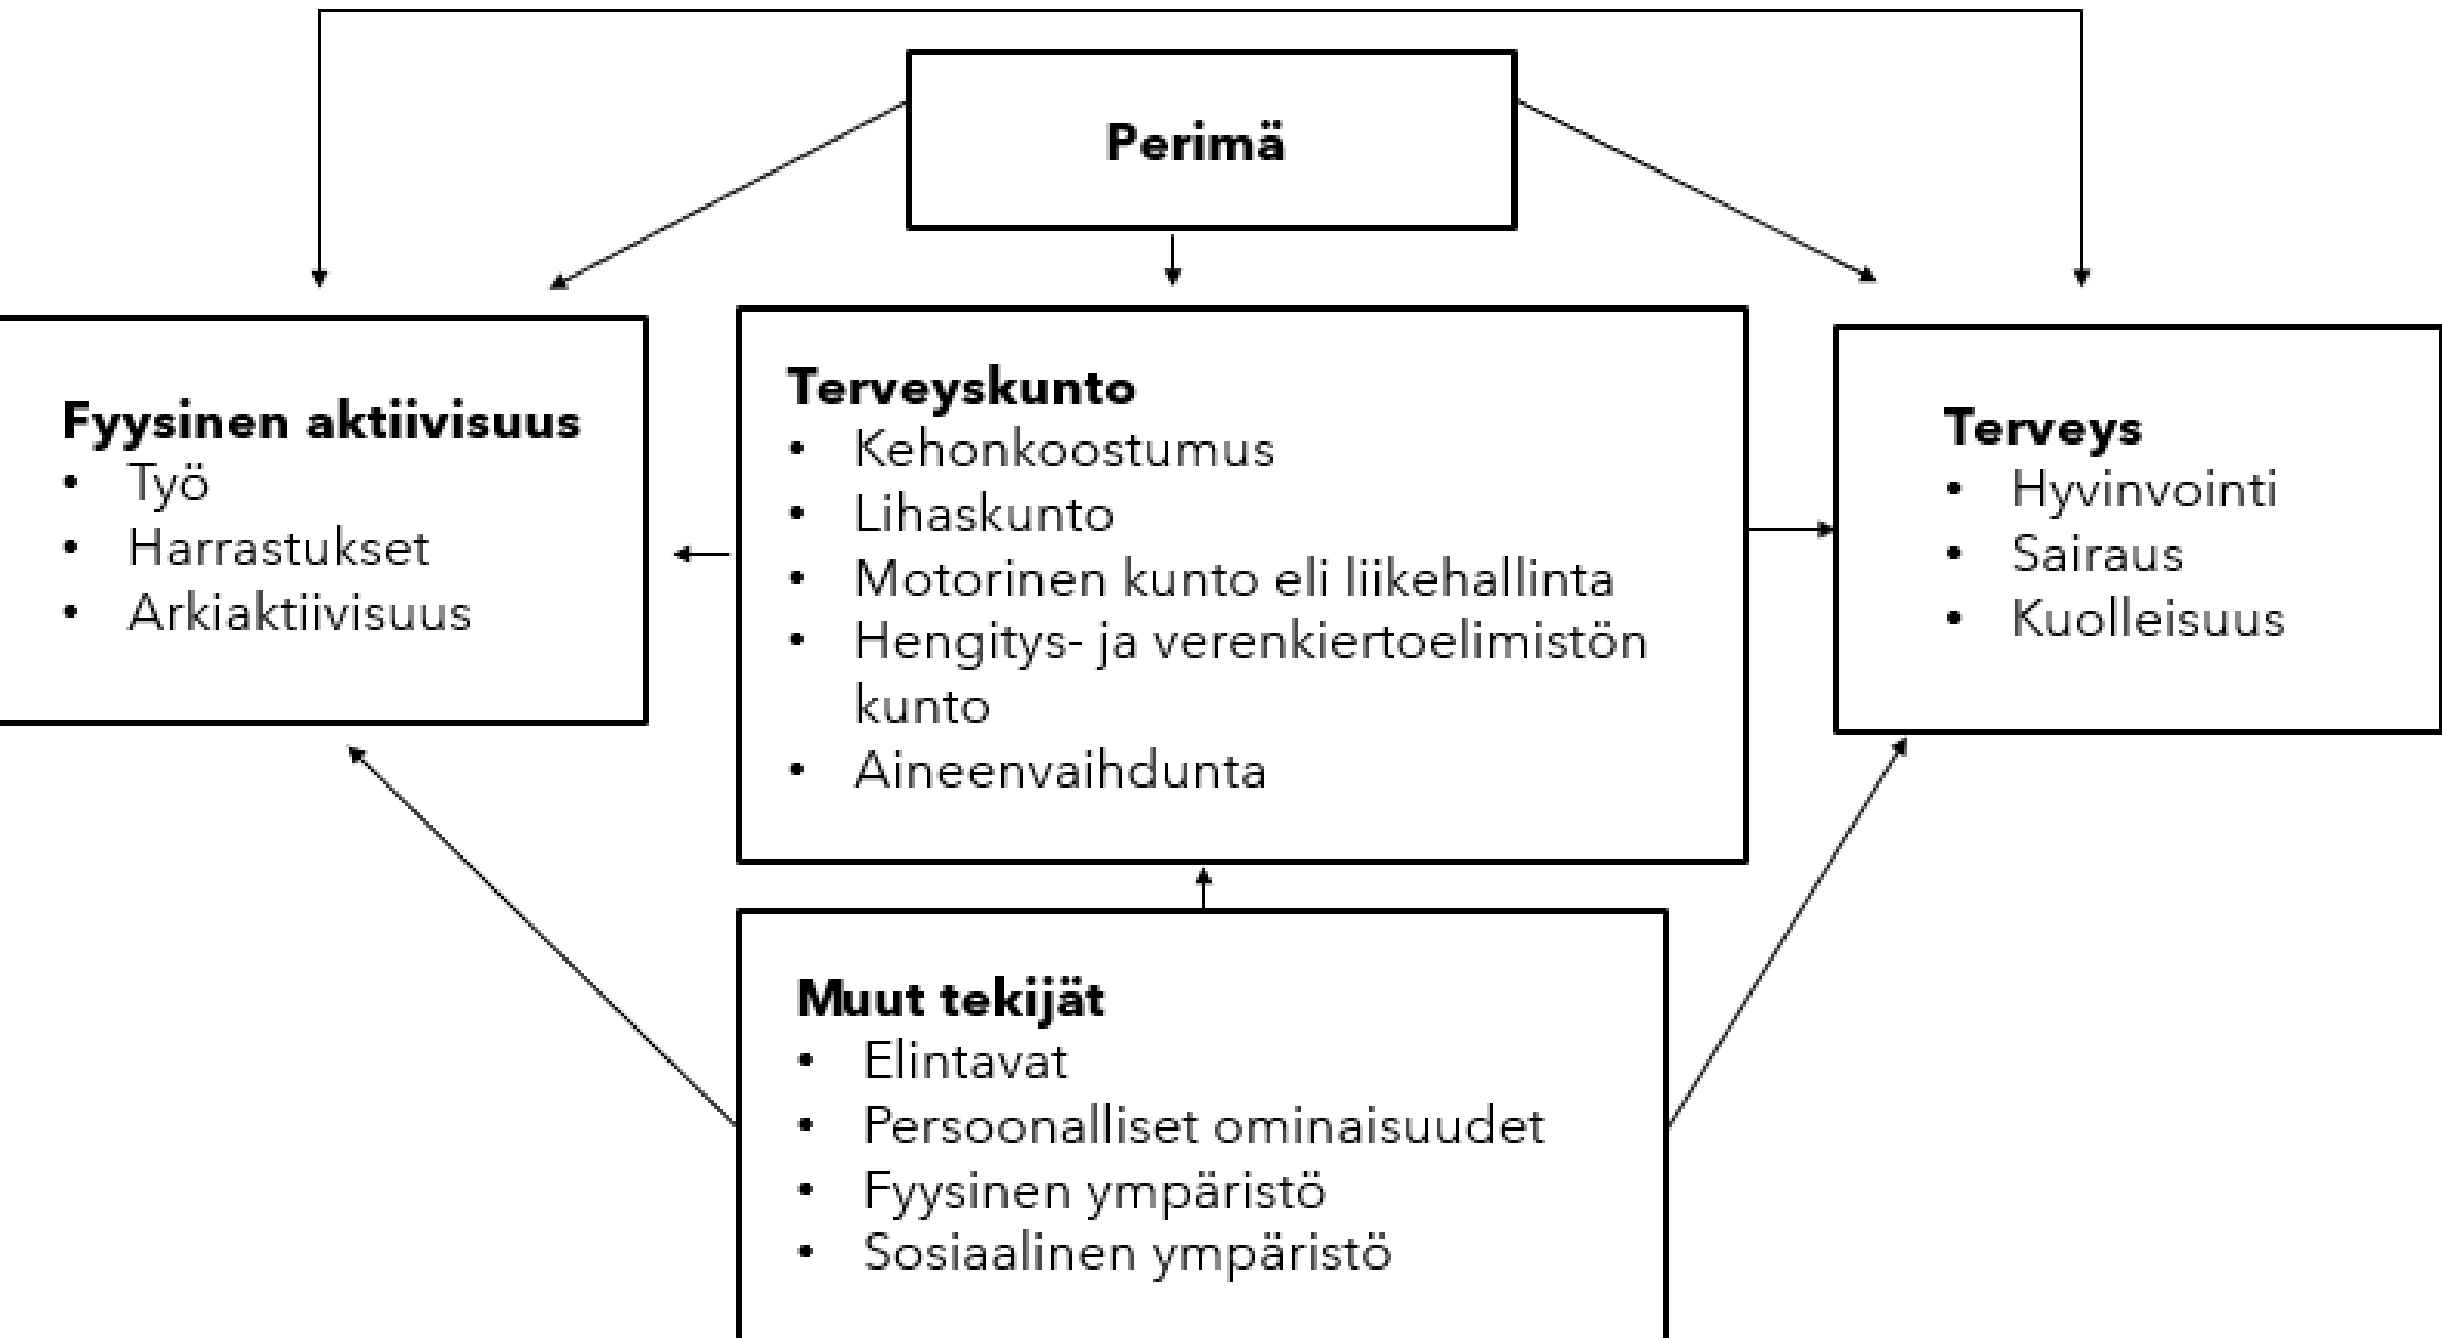 Perimä
Fyysinen aktiivisuus
• Työ
• Harrastukset
• Arkiaktiivisuus
Terveyskunto
• Kehonkoostumus
• Lihaskunto
• Motorinen kunto eli liikehallinta
• Hengitys- ja verenkiertoelimistön
kunto
• Aineenvaihdunta
Terveys
• Hyvinvointi
• Sairaus
• Kuolleisuus
Muut tekijät
• Elintavat
• Persoonalliset ominaisuudet
• Fyysinen ympäristö
• Sosiaalinen ympäristö